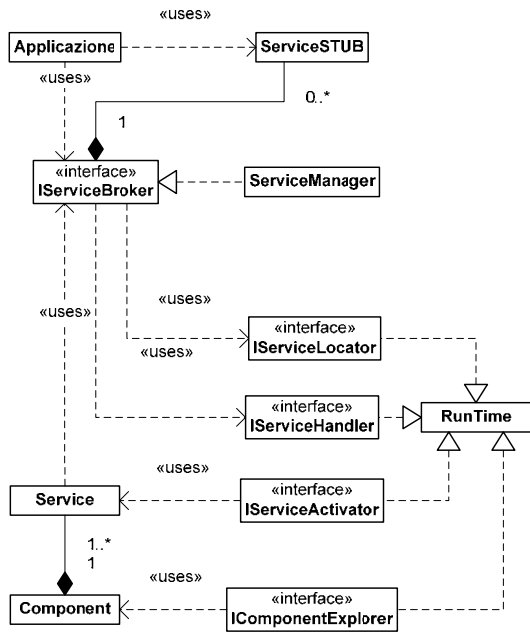 «uses»
Applicazione
ServiceSTUB
«uses»
0..*
1
«interface»
IServiceBroker
ServiceManager
«uses»
«uses»
«uses»
«interface»
IServiceLocator
«interface»
IServiceHandler
RunTime
«uses»
Service
«interface»
IServiceActivator
1..*
1
«uses»
Component
«interface»
IComponentExplorer